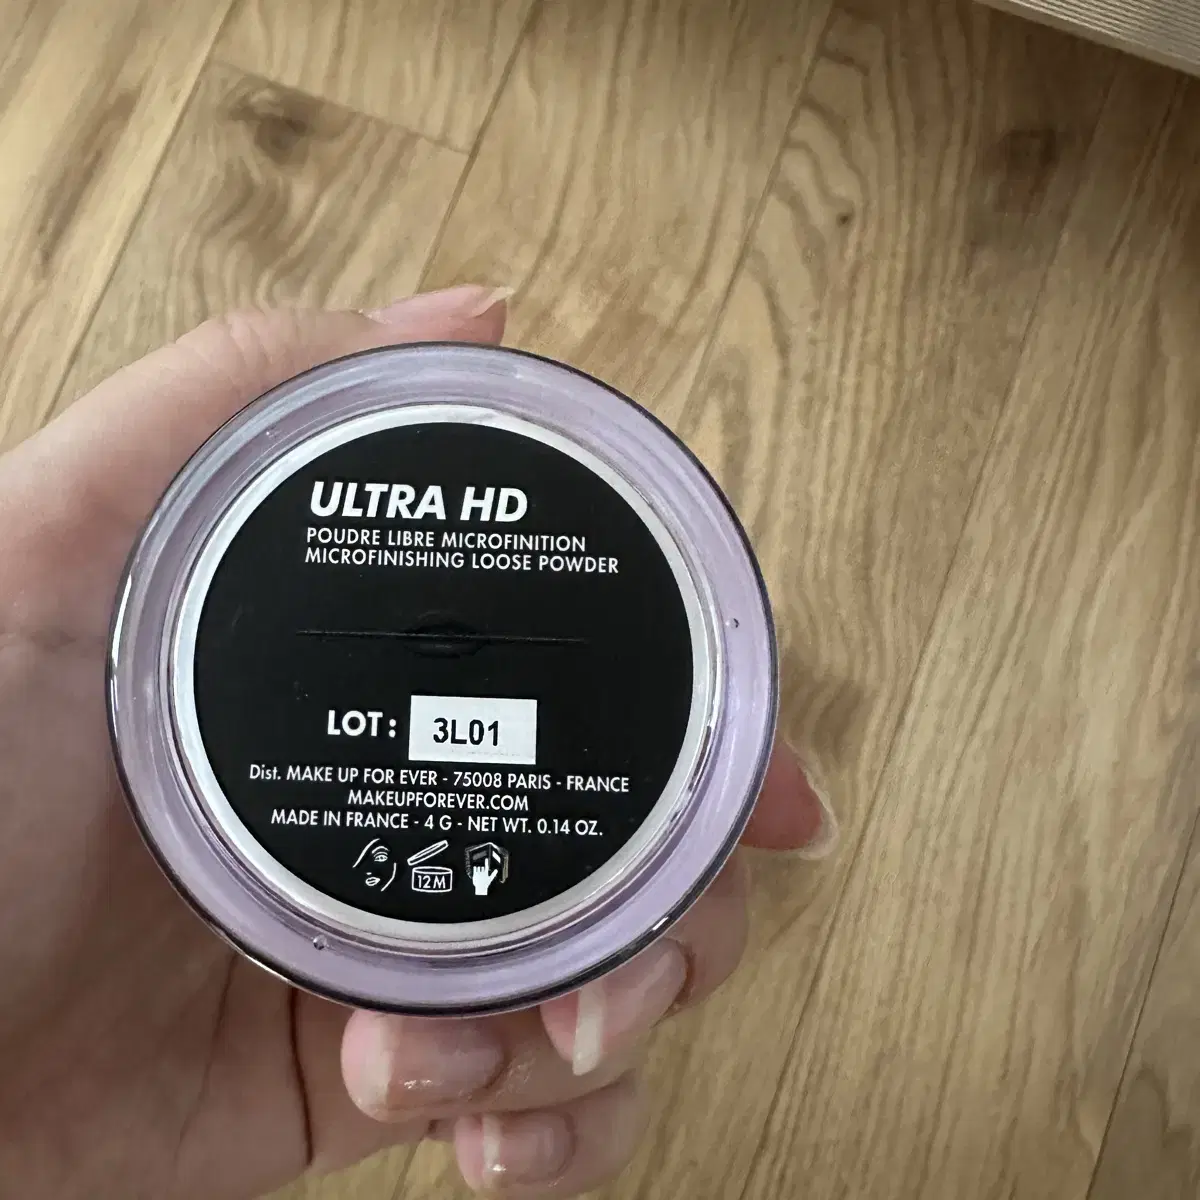 ULTRA HD
POUDRE LIBRE MICROFINITION
MICROFINISHING LOOSE POWDER
LOT: 3L01
Dist. MAKE UP FOR EVER - 75008 PARIS - FRANCE
MAKEUPFOREVER.COM
MADE IN FRANCE - 4 G - NET WT. 0.14 OZ.
12M